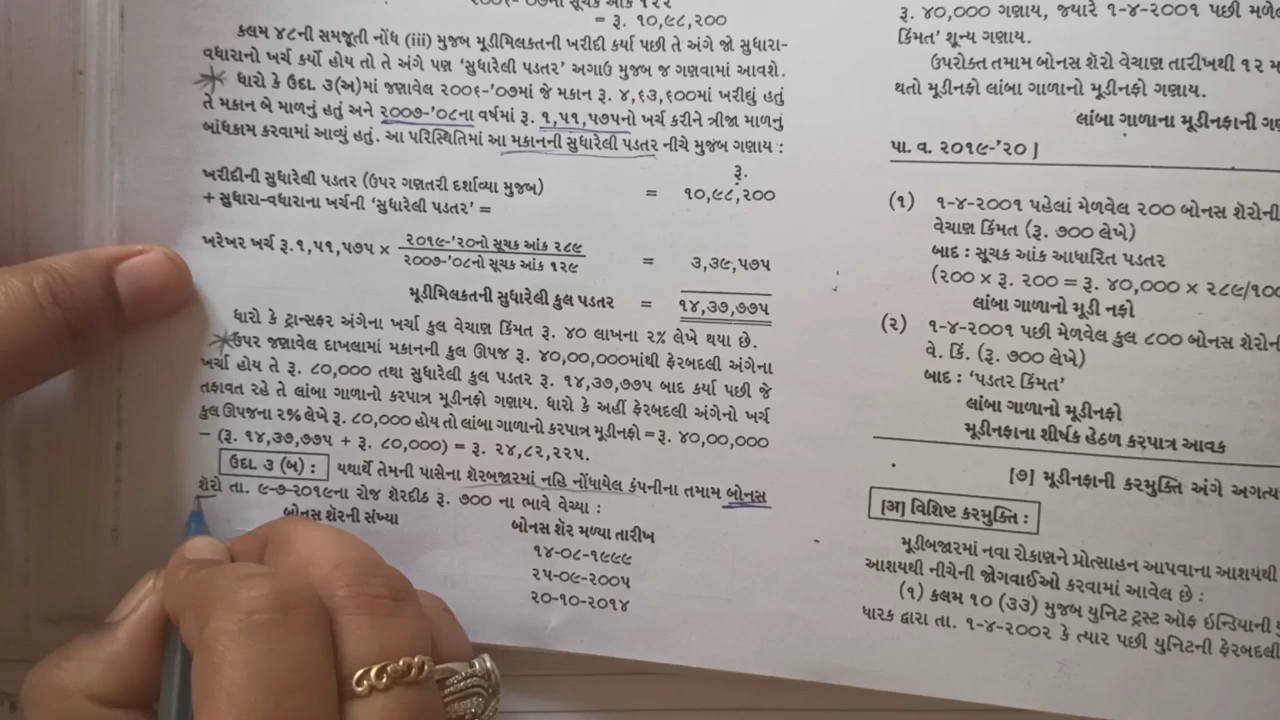 ૨૦૦૧-'૦૭ના સૂચક આંક ૧૨૨
= રૂ. ૧૦,૯૮,૨૦૦
કલમ ૪૮ની સમજૂતી નોંધ (iii) મુજબ મૂડીમિલકતની ખરીદી કર્યા પછી તે અંગે જો સુધારા-
વધારાનો ખર્ચ કર્યો હોય તો તે અંગે પણ ‘સુધારેલી પડતર’ અગાઉ મુજબ જ ગણવામાં આવશે.
ધારો કે ઉદા. ૩(અ)માં જણાવેલ ૨૦૦૬-’૦૭માં જે મકાન રૂ. ૪,૬૩,૬૦૦માં ખરીદ્યું હતું
તે મકાન બે માળનું હતું અને ૨૦૦૭-’૦૮ના વર્ષમાં રૂ. ૧,૫૧,૫૭૫નો ખર્ચ કરીને ત્રીજા માળનું
બાંધકામ કરવામાં આવ્યું હતું. આ પરિસ્થિતિમાં આ મકાનની સુધારેલી પડતર નીચે મુજબ ગણાય :
રૂ.
ખરીદીની સુધારેલી પડતર (ઉપર ગણતરી દર્શાવ્યા મુજબ) = ૧૦,૯૮,૨૦૦
+ સુધારા-વધારાના ખર્ચની ‘સુધારેલી પડતર’ =
ખરેખર ખર્ચ રૂ.૧,૫૧,૫૭૫ × ૨૦૧૯-’૨૦નો સૂચક આંક ૨૮૯
૨૦૦૭-’૦૮નો સૂચક આંક ૧૨૯ = ૩,૩૯,૫૭૫
મૂડીમિલકતની સુધારેલી કુલ પડતર = ૧૪,૩૭,૭૭૫
ધારો કે ટ્રાન્સફર અંગેના ખર્ચા કુલ વેચાણ કિંમત રૂ. ૪૦ લાખના ૨% લેખે થયા છે.
ઉપર જણાવેલ દાખલામાં મકાનની કુલ ઊપજ રૂ. ૪૦,૦૦,૦૦૦માંથી ફેરબદલી અંગેના
ખર્ચા હોય તે રૂ. ૮૦,૦૦૦ તથા સુધારેલી કુલ પડતર રૂ. ૧૪,૩૭,૭૭૫ બાદ કર્યા પછી જે
તફાવત રહે તે લાંબા ગાળાનો કરપાત્ર મૂડીનફો ગણાય. ધારો કે અહીં ફેરબદલી અંગેનો ખર્ચ
કુલ ઊપજના ૨% લેખે રૂ. ૮૦,૦૦૦ હોય તો લાંબા ગાળાનો કરપાત્ર મૂડીનફો = રૂ. ૪૦,૦૦,૦૦૦
– (રૂ. ૧૪,૩૭,૭૭૫ + રૂ. ૮૦,૦૦૦) = રૂ. ૨૪,૮૨,૨૨૫.
ઉદા. ૩ (બ) : યથાર્થે તેમની પાસેના શૅરબજારમાં નહિ નોંધાયેલ કંપનીના તમામ બોનસ
શૅરો તા. ૯-૭-૨૦૧૯ના રોજ શૅરદીઠ રૂ. ૭૦૦ ના ભાવે વેચ્યા :
બોનસ શૅરની સંખ્યા બોનસ શૅર મળ્યા તારીખ
૧૪-૦૮-૧૯૯૯
૨૫-૦૯-૨૦૦૫
૨૦-૧૦-૨૦૧૪
રૂ. ૪૦,૦૦૦ ગણાય, જ્યારે ૧-૪-૨૦૦૧ પછી
કિંમત’ શૂન્ય ગણાય.
ઉપરોક્ત તમામ બોનસ શૅરો વેચાણ તારીખથી ૧૨
થતો મૂડીનફો લાંબા ગાળાનો મૂડીનફો ગણાય.
લાંબા ગાળાના મૂડીનફાની
પા. વ. ૨૦૧૯-’૨૦ ]
(૧) ૧-૪-૨૦૦૧ પહેલાં મેળવેલ ૨૦૦ બોનસ શૅરોની
વેચાણ કિંમત (રૂ. ૭૦૦ લેખે)
બાદ : સૂચક આંક આધારિત પડતર
(૨૦૦ × રૂ. ૨૦૦ = રૂ. ૪૦,૦૦૦ × ૨૮૯/૧૦૦
લાંબા ગાળાનો મૂડી નફો
(૨) ૧-૪-૨૦૦૧ પછી મેળવેલ કુલ ૮૦૦ બોનસ શૅરોની
વે. કિં. (રૂ. ૭૦૦ લેખે)
બાદ : ‘પડતર કિંમત’
લાંબા ગાળાનો મૂડીનફો
મૂડીનફાના શીર્ષક હેઠળ કરપાત્ર આવક
[૭] મૂડીનફાની કરમુક્તિ અંગે
[અ] વિશિષ્ટ કરમુક્તિ :
મૂડીબજારમાં નવા રોકાણને પ્રોત્સાહન આપવાના આશયથી
આશયથી નીચેની જોગવાઈઓ કરવામાં આવેલ છે :
(૧) કલમ ૧૦ (૩૩) મુજબ યુનિટ ટ્રસ્ટ ઑફ ઇન્ડિયાની
ધારક દ્વારા તા. ૧-૪-૨૦૦૨ કે ત્યાર પછી યુનિટની ફેરબદલી